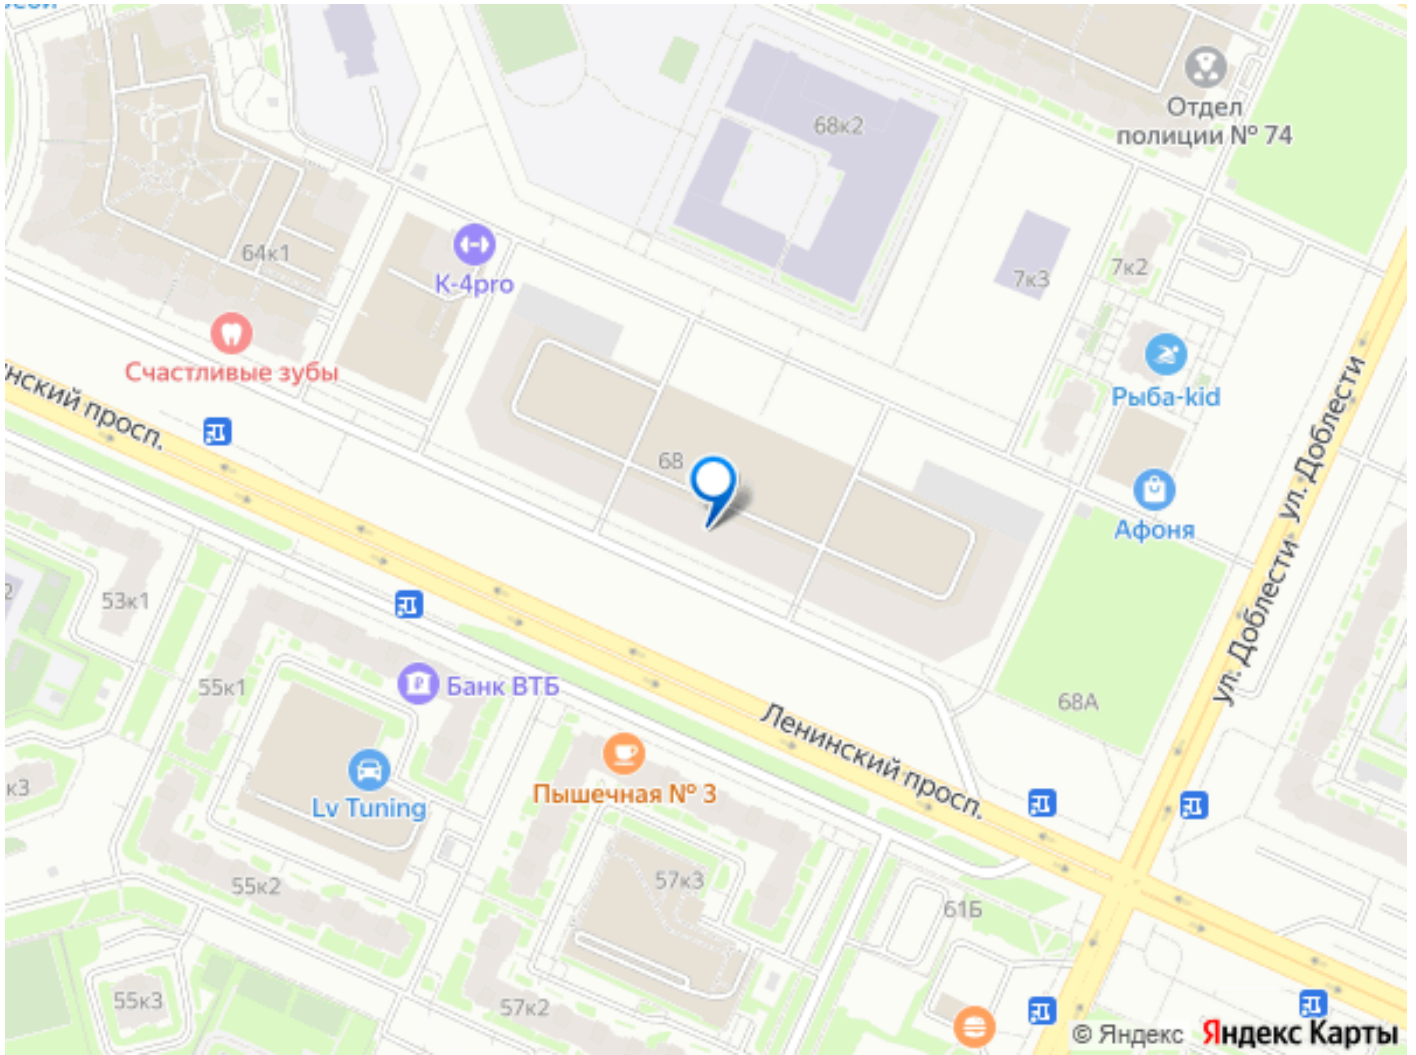 Отдел
полиции № 74
68к2
64к1
K-4pro
7к3
7к2
Счастливые зубы
Рыба-kid
нский просп.
68
ул. Доблести
Афоня
ул. Доблести
53к1
55к1
Банк ВТБ
68А
Ленинский просп.
к3
Lv Tuning
Пышечная № 3
55к2
57к3
61Б
55к3
57к2
© Яндекс Яндекс Карты